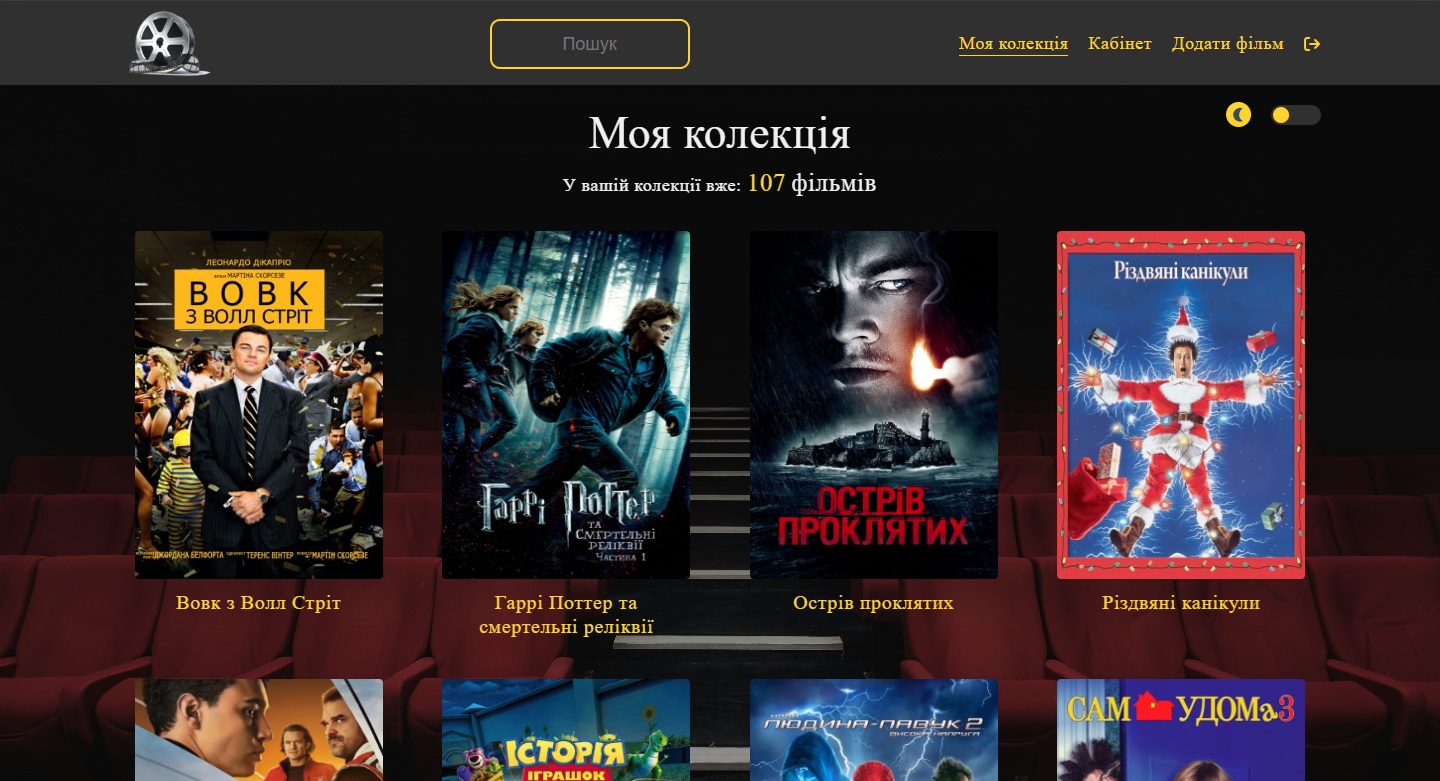 Пошук
Моя колекція
Кабінет
Додати фільм
Моя колекція
У вашій колекції вже: 107 фільмів
ЛЕОНАРДО ДІКАПРІО
ФІЛЬМ МАРТІНА СКОРСЕЗЕ
ВОВК
З ВОЛЛ СТРІТ
ДЖОРДАНА БЕЛФОРТА
ТЕРЕНС ВІНТЕР
МАРТІН СКОРСЕЗЕ
Гаррі Поттер
та
смертельні
реліквії
Частина 1
ОСТРІВ
ПРОКЛЯТИХ
Різдвяні канікули
Вовк з Волл Стріт
Гаррі Поттер та
смертельні реліквії
Острів проклятих
Різдвяні канікули
ІСТОРІЯ
ІГРАШОК
ЛЮДИНА-ПАВУК 2
ВИСОКА НАПРУГА
САМ УДОМа 3